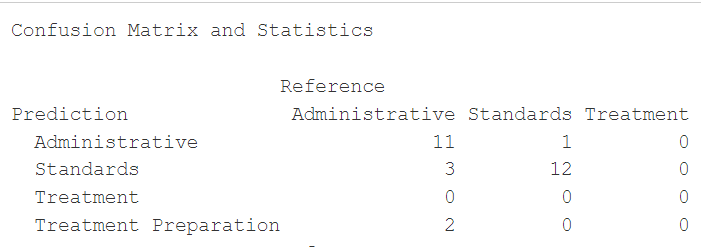 Confusion Matrix and Statistics
Reference
Prediction Administrative Standards Treatment
Administrative 11 1 0
Standards 3 12 0
Treatment 0 0 0
Treatment Preparation 2 0 0